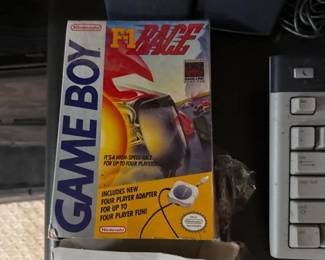 Nintendo
GAME BOY
F1 RACE
IT'S A HIGH-SPEED RACE
FOR UP TO FOUR PLAYERS!
INCLUDES NEW
FOUR PLAYER ADAPTER
FOR UP TO
FOUR PLAYER FUN!
Nintendo